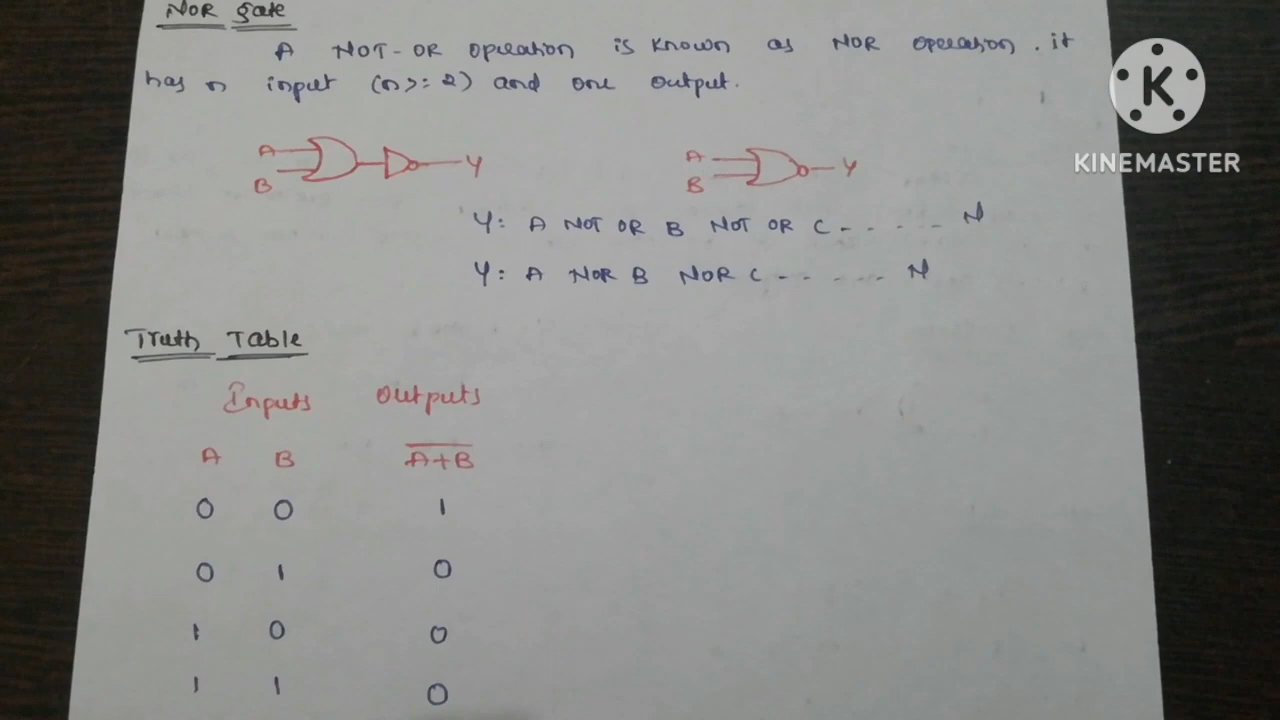 NOR gate
A NOT-OR operation is known as NOR operation. it
has n input (n>=2) and one output.
A B Y
A B Y
Y: A NOT OR B NOT OR C - - - - - N
Y: A NOR B NOR C - - - - - - N
Truth Table
Inputs Outputs
A B A+B
0 0 1
0 1 0
1 0 0
1 1 0
K
KINEMASTER